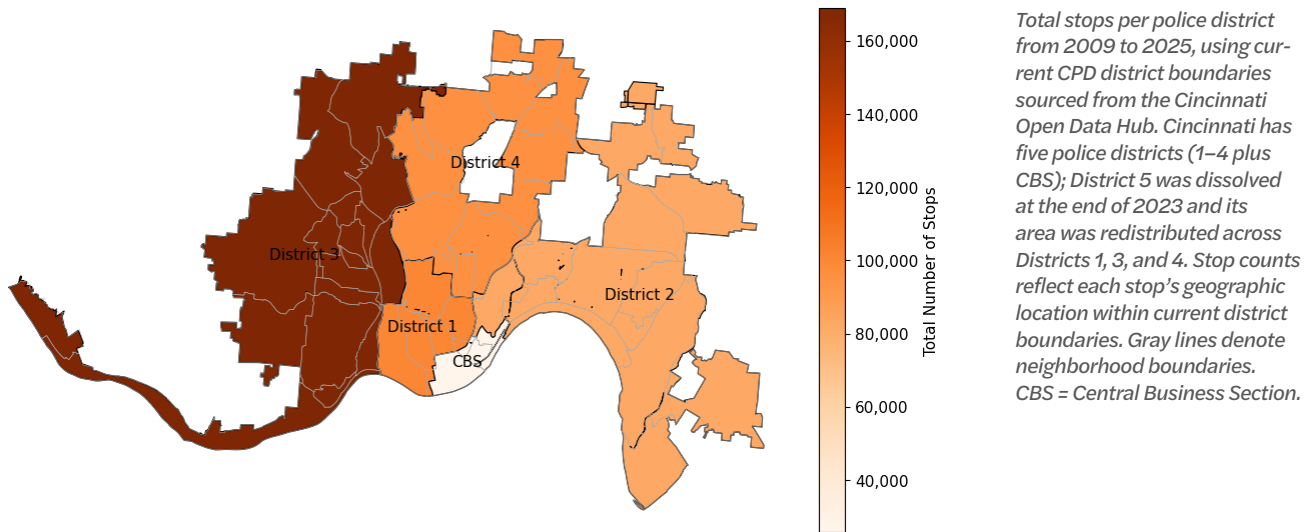 District 4
District 3
District 2
District 1
CBS
160,000
140,000
120,000
100,000
80,000
60,000
40,000
Total Number of Stops
Total stops per police district
from 2009 to 2025, using cur-
rent CPD district boundaries
sourced from the Cincinnati
Open Data Hub. Cincinnati has
five police districts (1–4 plus
CBS); District 5 was dissolved
at the end of 2023 and its
area was redistributed across
Districts 1, 3, and 4. Stop counts
reflect each stop’s geographic
location within current district
boundaries. Gray lines denote
neighborhood boundaries.
CBS = Central Business Section.